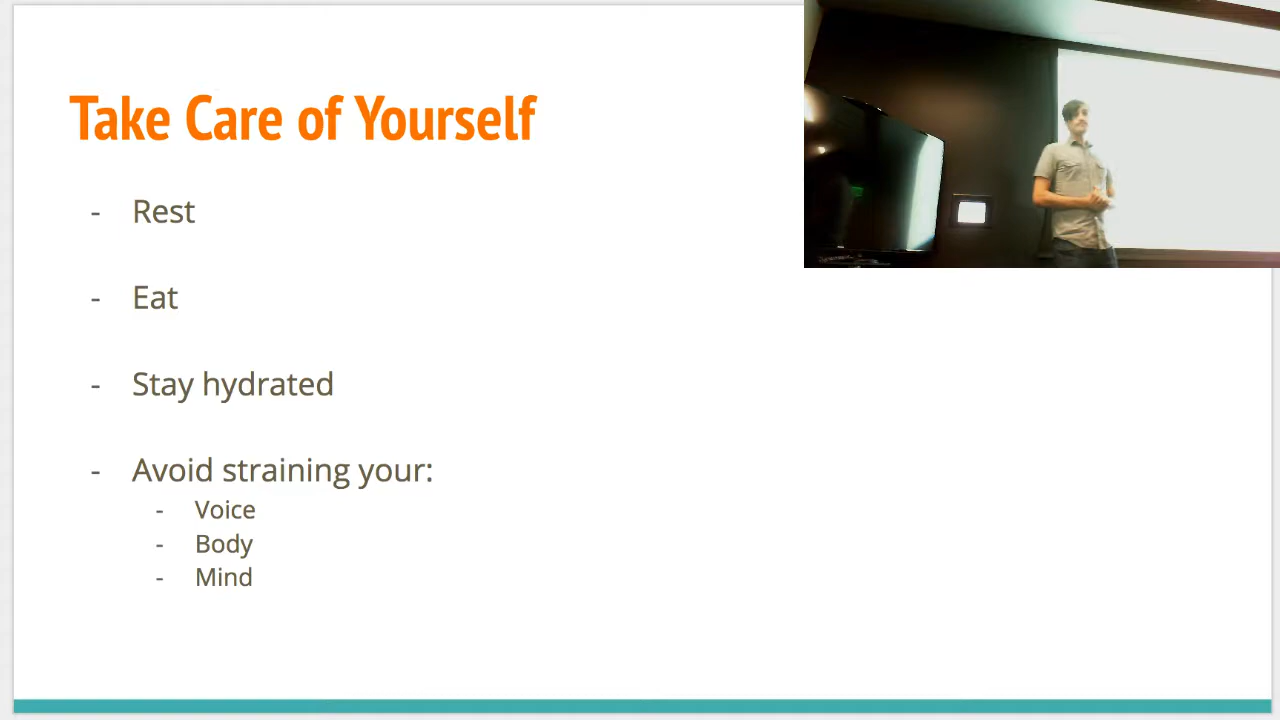 Take Care of Yourself
- Rest
- Eat
- Stay hydrated
- Avoid straining your:
- Voice
- Body
- Mind